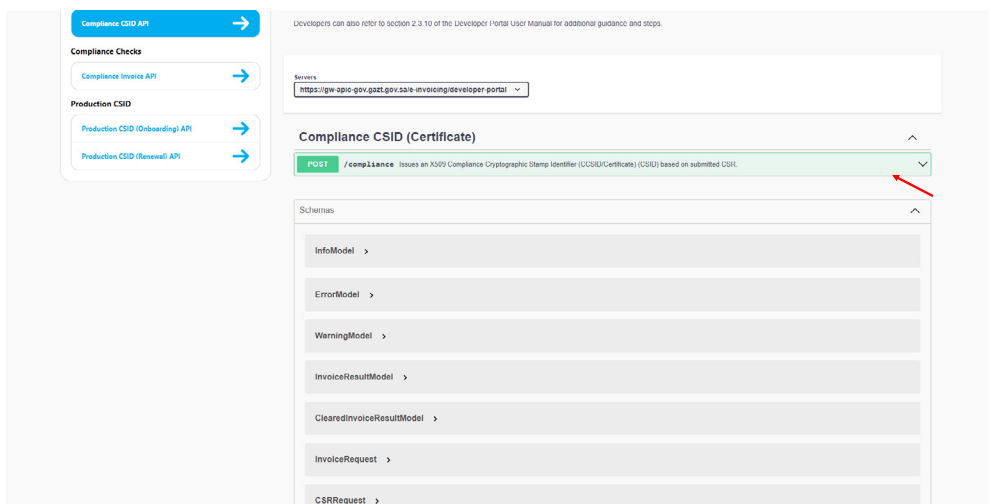 Compliance CSID API
Compliance Checks
Compliance Invoice API
Production CSID
Production CSID (Onboarding) API
Production CSID (Renewal) API
Developers can also refer to section 2.3.10 of the Developer Portal User Manual for additional guidance and steps.
Servers
https://gw-apic-gov.gazt.gov.sa/e-invoicing/developer-portal
Compliance CSID (Certificate)
POST /compliance Issues an X509 Compliance Cryptographic Stamp Identifier (CCSID/Certificate) (CSID) based on submitted CSR.
Schemas
InfoModel
ErrorModel
WarningModel
InvoiceResultModel
ClearedInvoiceResultModel
InvoiceRequest
CSRRequest